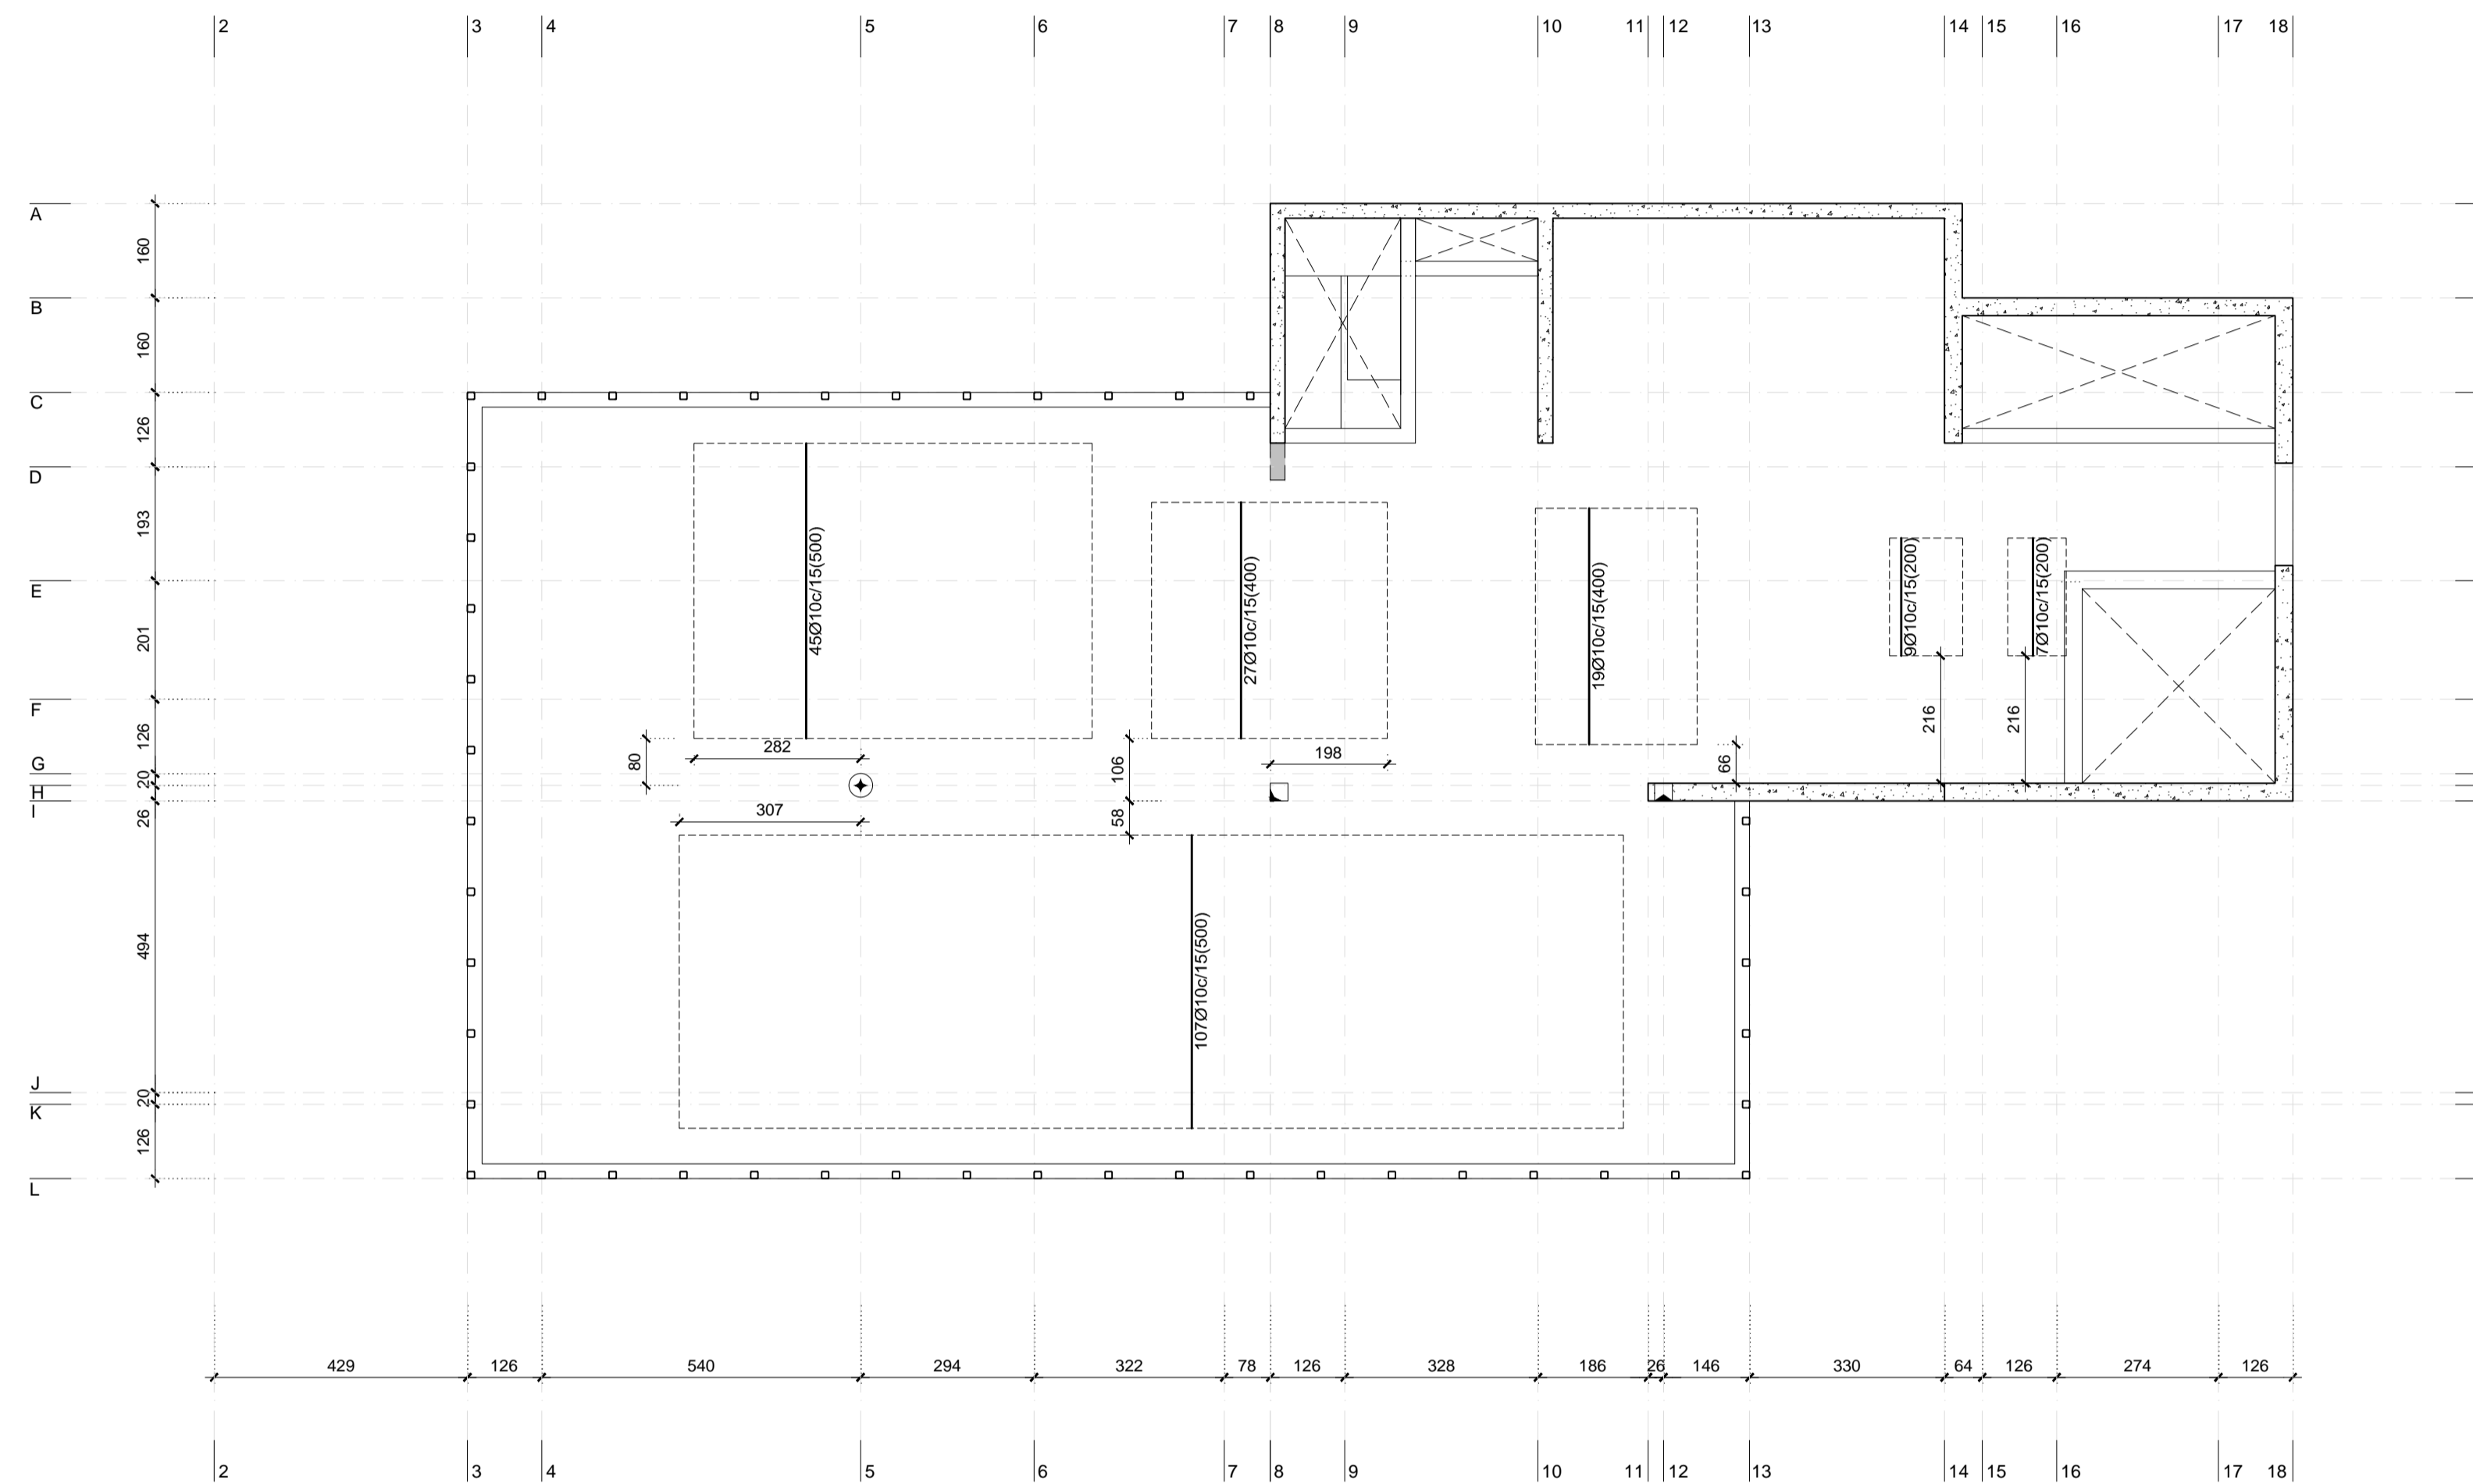 2 3 4 5 6 7 8 9 10 11 12 13 14 15 16 17 18
A
160
B
160
C
126
D
193
E
201
F
126
G
20
H
26
I
494
J
20
K
126
L
45Ø10c/15(500)
27Ø10c/15(400)
19Ø10c/15(400)
9Ø10c/15(200)
7Ø10c/15(200)
216
216
80
282
106
198
66
307
58
107Ø10c/15(500)
429 126 540 294 322 78 126 328 186 26 146 330 64 126 274 126
2 3 4 5 6 7 8 9 10 11 12 13 14 15 16 17 18